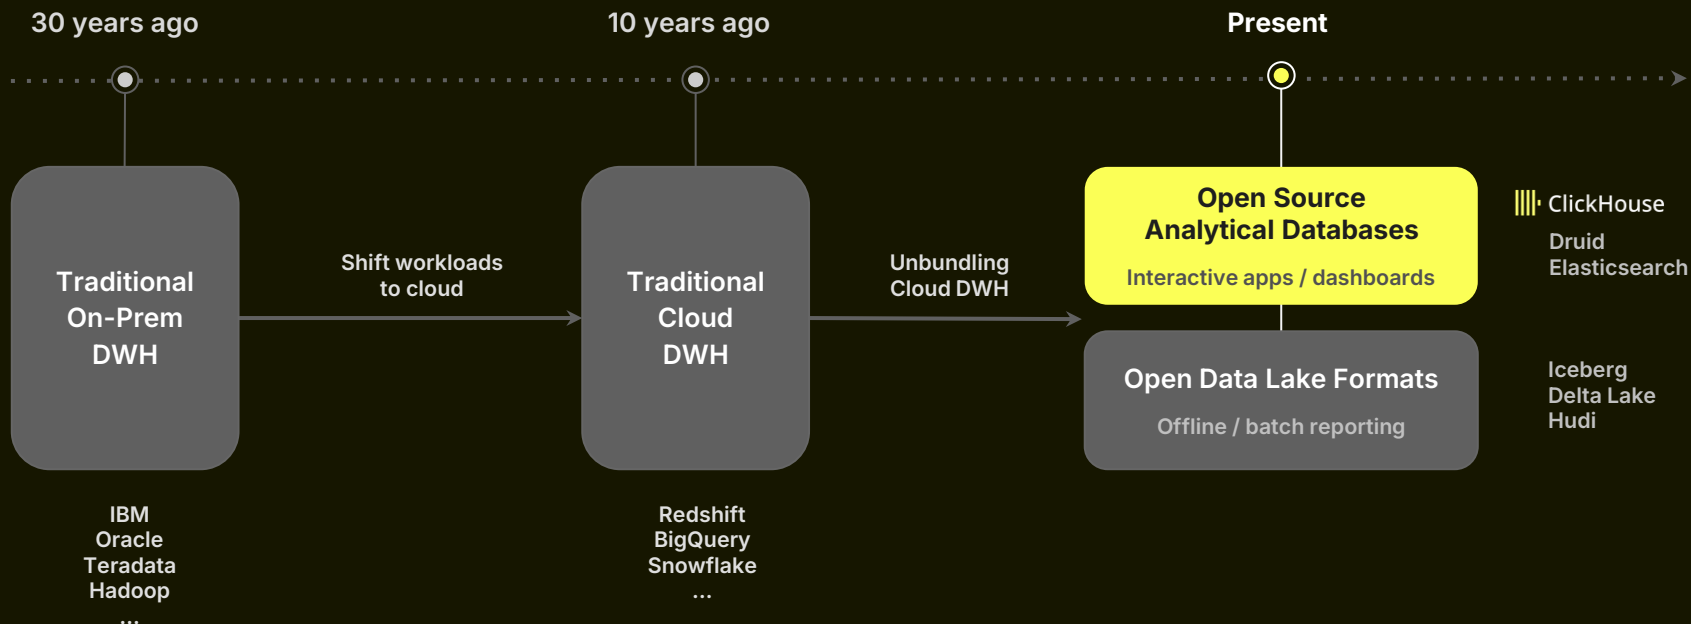 30 years ago
10 years ago
Present
Traditional
On-Prem
DWH
Shift workloads
to cloud
Traditional
Cloud
DWH
Unbundling
Cloud DWH
Open Source
Analytical Databases
Interactive apps / dashboards
ClickHouse
Druid
Elasticsearch
Open Data Lake Formats
Offline / batch reporting
Iceberg
Delta Lake
Hudi
IBM
Oracle
Teradata
Hadoop
...
Redshift
BigQuery
Snowflake
...